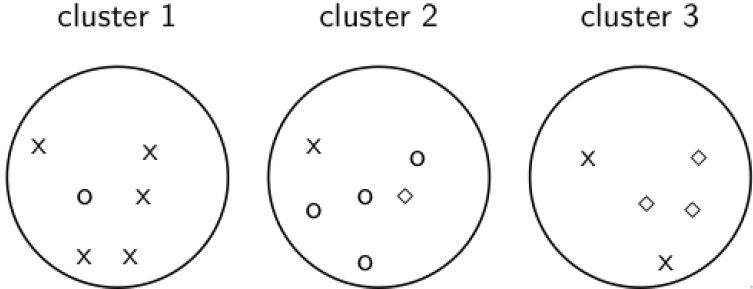 cluster 1 cluster 2 cluster 3
x x o x x x
x o o o ◇ o
x ◇ ◇ ◇ x